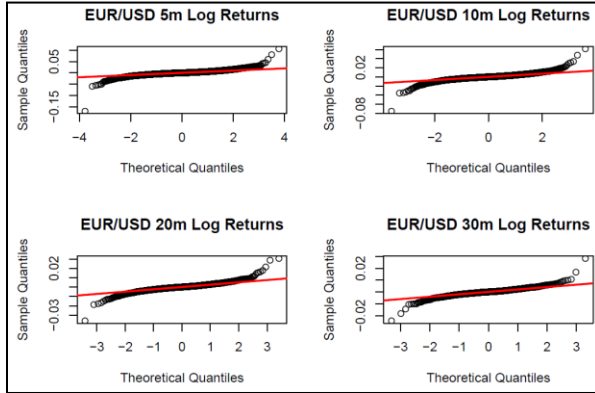 EUR/USD 5m Log Returns
Sample Quantiles
0.05
-0.15
-4 -2 0 2 4
Theoretical Quantiles
EUR/USD 10m Log Returns
Sample Quantiles
0.02
-0.08
-2 0 2
Theoretical Quantiles
EUR/USD 20m Log Returns
Sample Quantiles
0.02
-0.03
-3 -2 -1 0 1 2 3
Theoretical Quantiles
EUR/USD 30m Log Returns
Sample Quantiles
0.02
-0.02
-3 -2 -1 0 1 2 3
Theoretical Quantiles